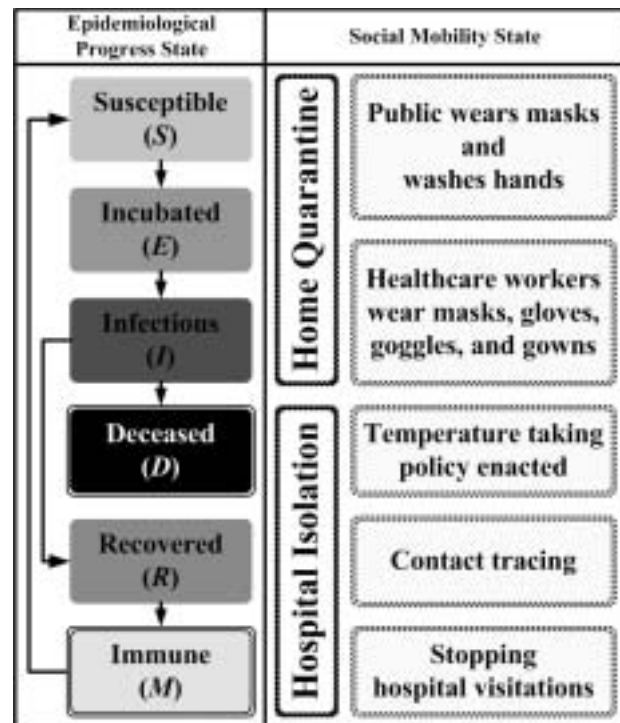 Epidemiological
Progress State
Social Mobility State
Susceptible
(S)
Incubated
(E)
Infectious
(I)
Deceased
(D)
Recovered
(R)
Immune
(M)
Home Quarantine
Hospital Isolation
Public wears masks
and
washes hands
Healthcare workers
wear masks, gloves,
goggles, and gowns
Temperature taking
policy enacted
Contact tracing
Stopping
hospital visitations